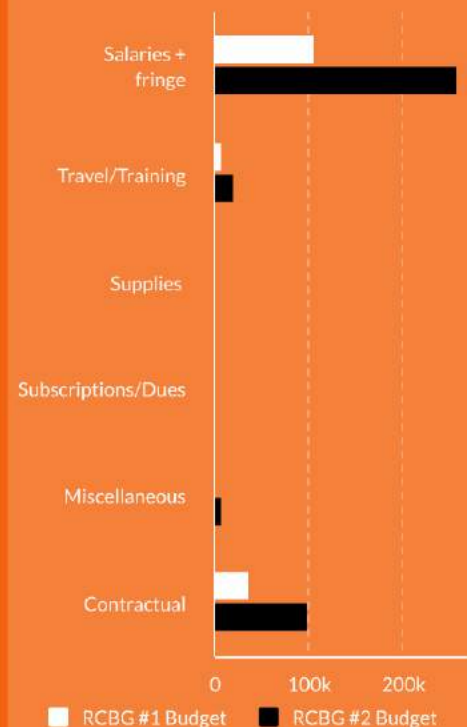 Salaries +
fringe
Travel/Training
Supplies
Subscriptions/Dues
Miscellaneous
Contractual
0 100k 200k
RCBG #1 Budget RCBG #2 Budget